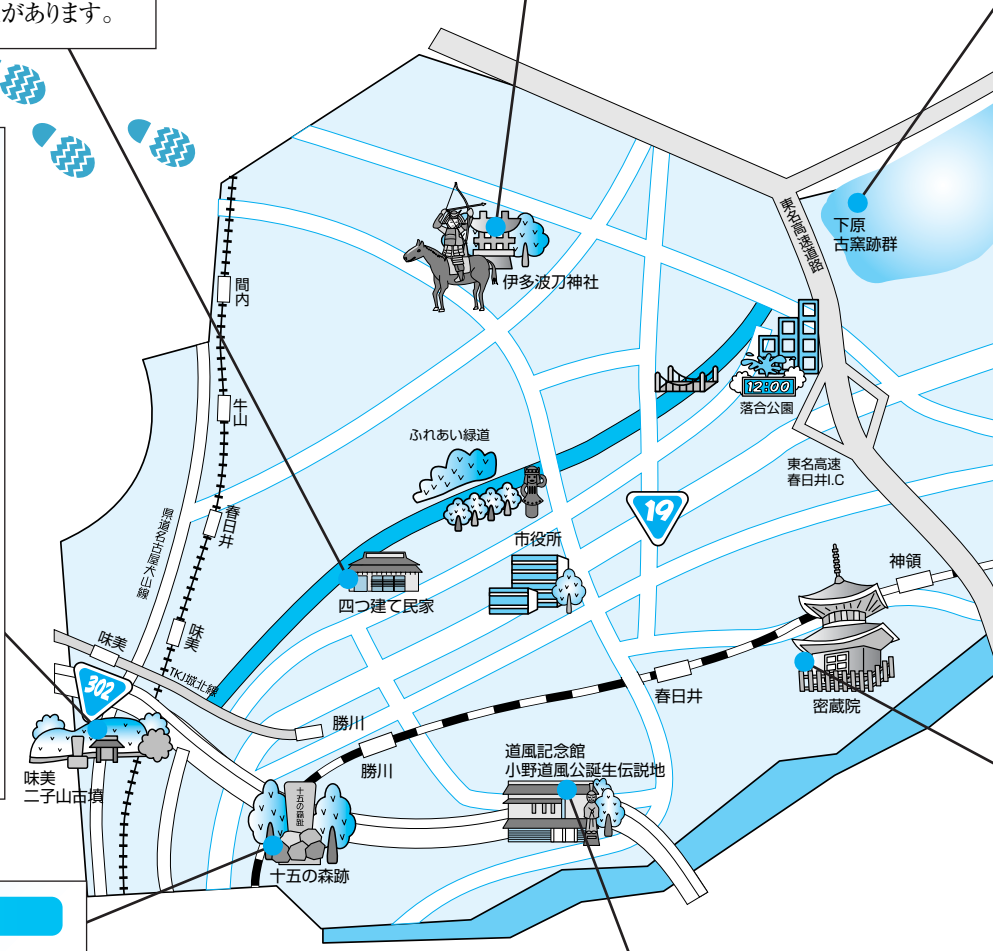 があります。
東名高速道路
下原
古窯跡群
伊多波刀神社
間内
12:00
落合公園
牛山
ふれあい緑道
東名高速
春日井I.C
19
県道名古屋犬山線
春日井
市役所
神領
四つ建て民家
味美
味美
TKJ城北線
302
春日井
密蔵院
勝川
勝川
道風記念館
小野道風公誕生伝説地
味美
二子山古墳
十五の森趾
十五の森跡